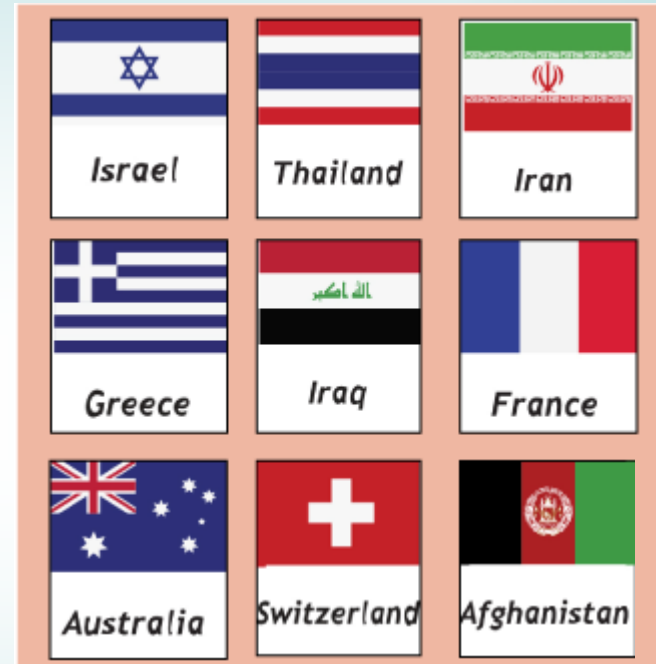 Israel
Thailand
Iran
Greece
الله اكبر
Iraq
France
Australia
Switzerland
Afghanistan